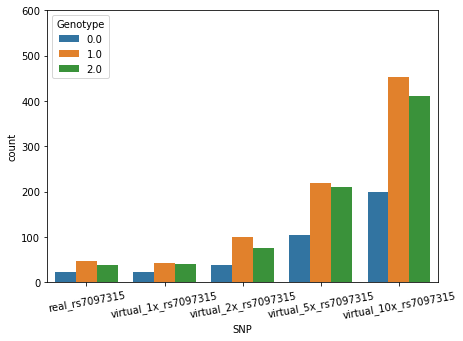 600
500
400
300
200
100
0
count
Genotype
0.0
1.0
2.0
real_rs7097315
virtual_1x_rs7097315
virtual_2x_rs7097315
virtual_5x_rs7097315
virtual_10x_rs7097315
SNP